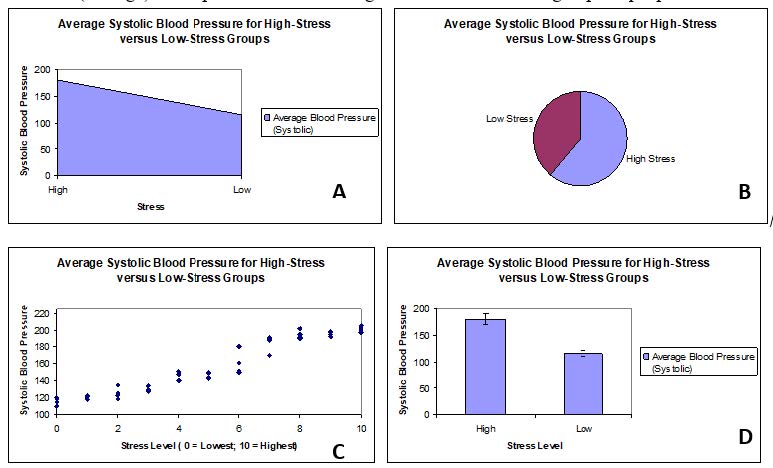 Average Systolic Blood Pressure for High-Stress
versus Low-Stress Groups
Systolic Blood Pressure
200
150
100
50
0
High
Low
Stress
Average Blood Pressure
(Systolic)
A
Average Systolic Blood Pressure for High-Stress
versus Low-Stress Groups
Low Stress
High Stress
B
/
Average Systolic Blood Pressure for High-Stress
versus Low-Stress Groups
Systolic Blood Pressure
220
200
180
160
140
120
100
0 2 4 6 8 10
Stress Level ( 0 = Lowest; 10 = Highest)
C
Average Systolic Blood Pressure for High-Stress
versus Low-Stress Groups
Systolic Blood Pressure
200
150
100
50
0
High Low
Stress Level
Average Blood Pressure
(Systolic)
D